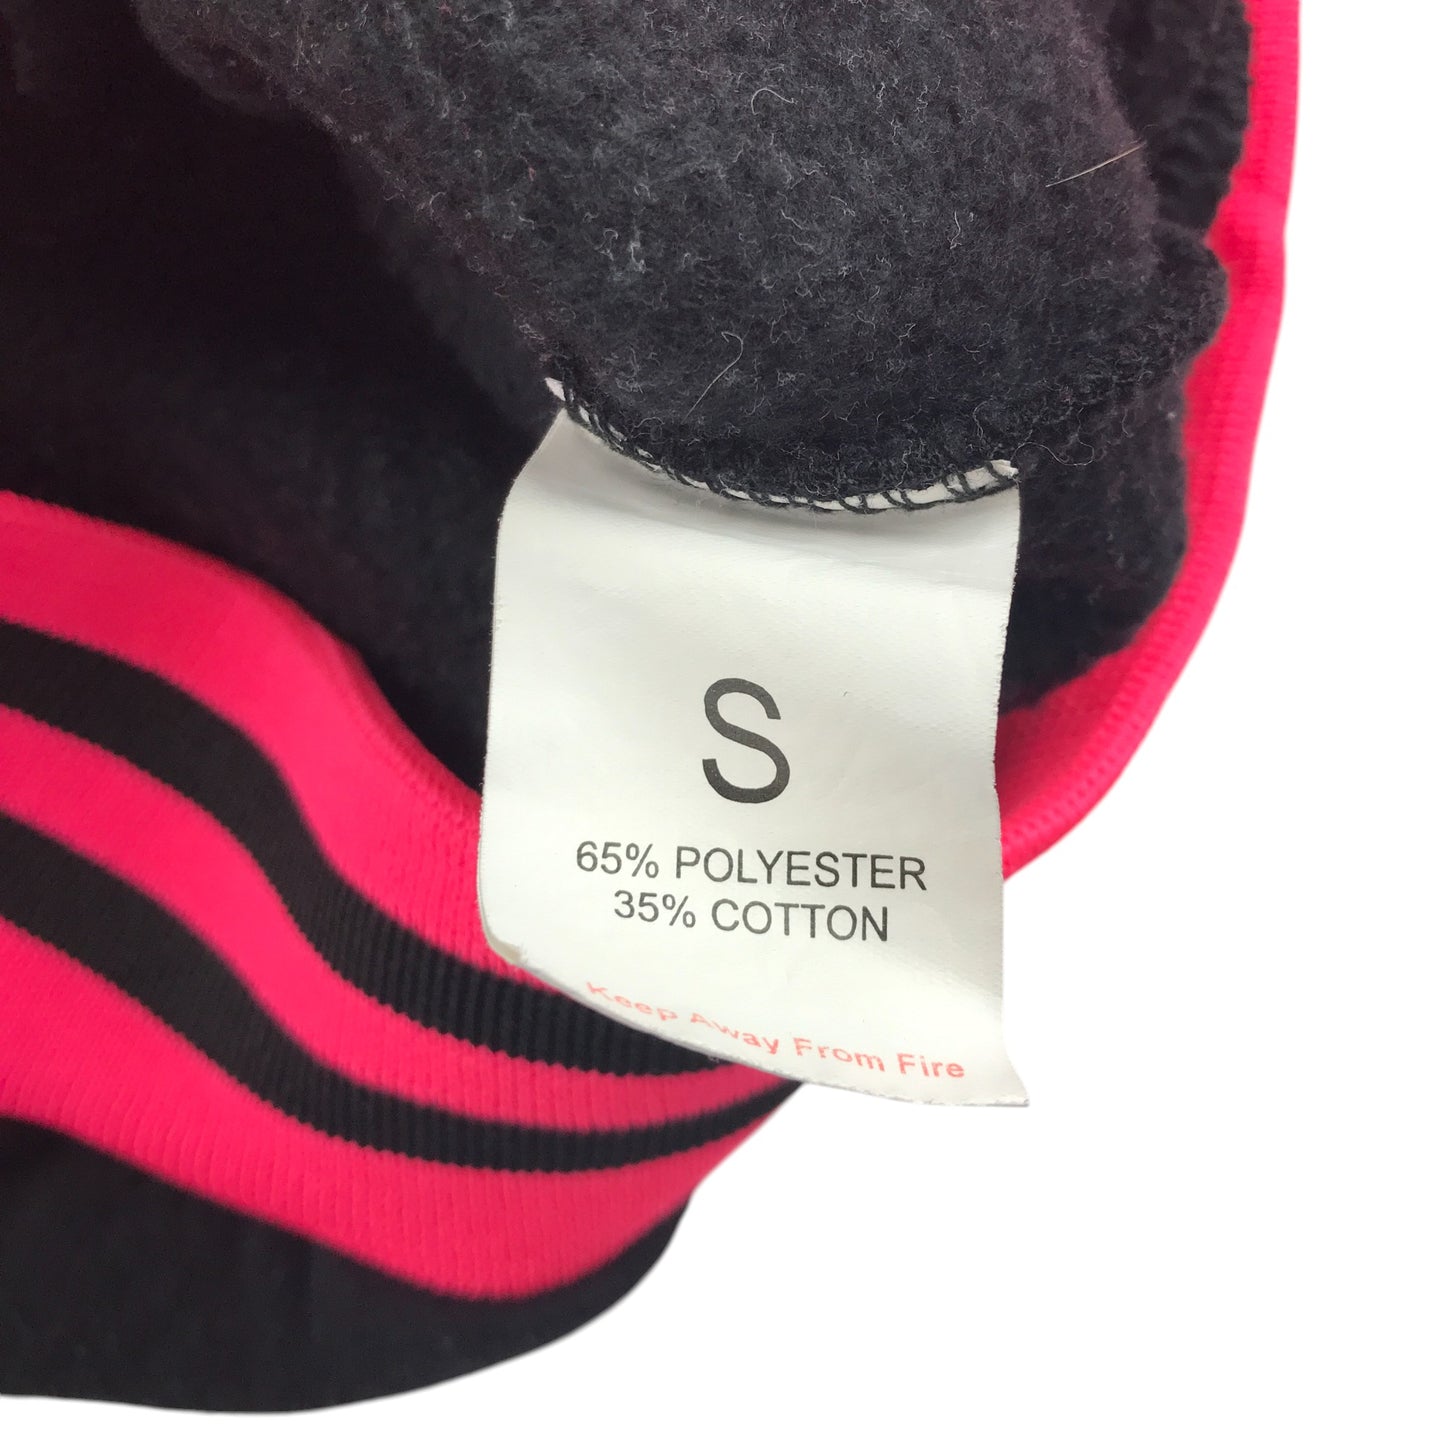 S
65% POLYESTER
35% COTTON
Keep Away From Fire